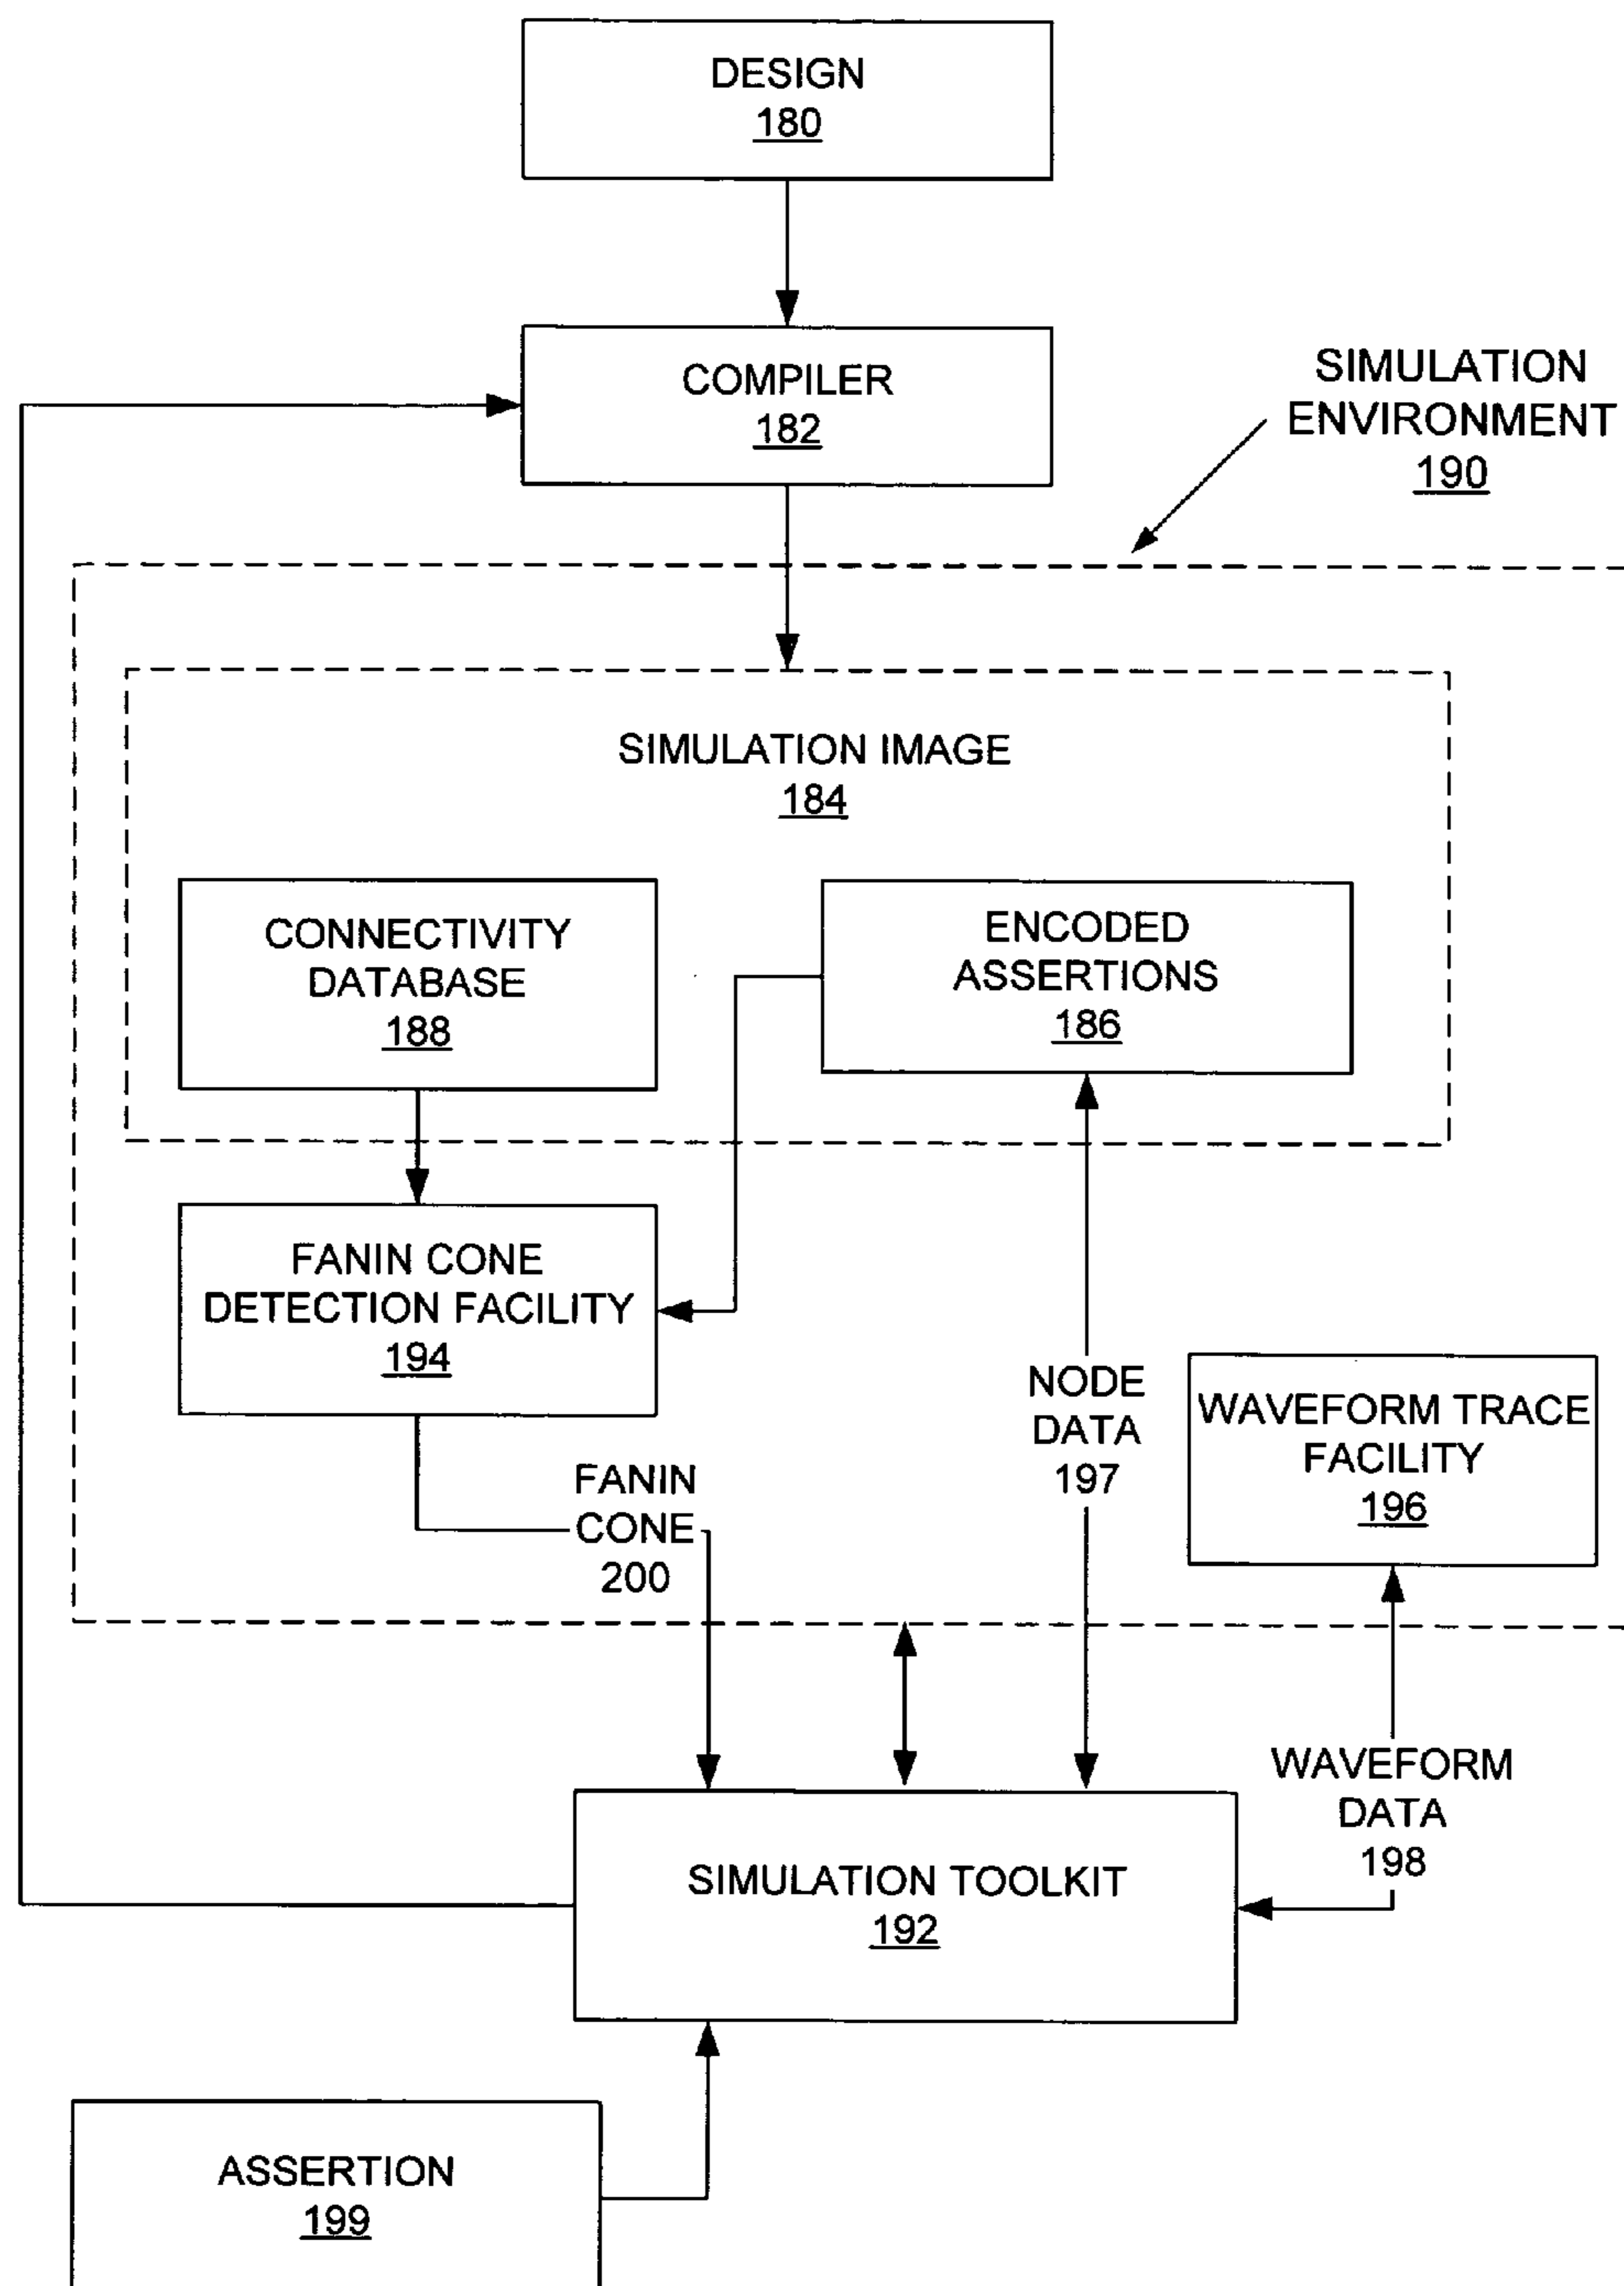 DESIGN
180
COMPILER
182
SIMULATION
ENVIRONMENT
190
SIMULATION IMAGE
184
CONNECTIVITY
DATABASE
188
ENCODED
ASSERTIONS
186
FANIN CONE
DETECTION FACILITY
194
NODE
DATA
197
WAVEFORM TRACE
FACILITY
196
FANIN
CONE
200
WAVEFORM
DATA
198
SIMULATION TOOLKIT
192
ASSERTION
199